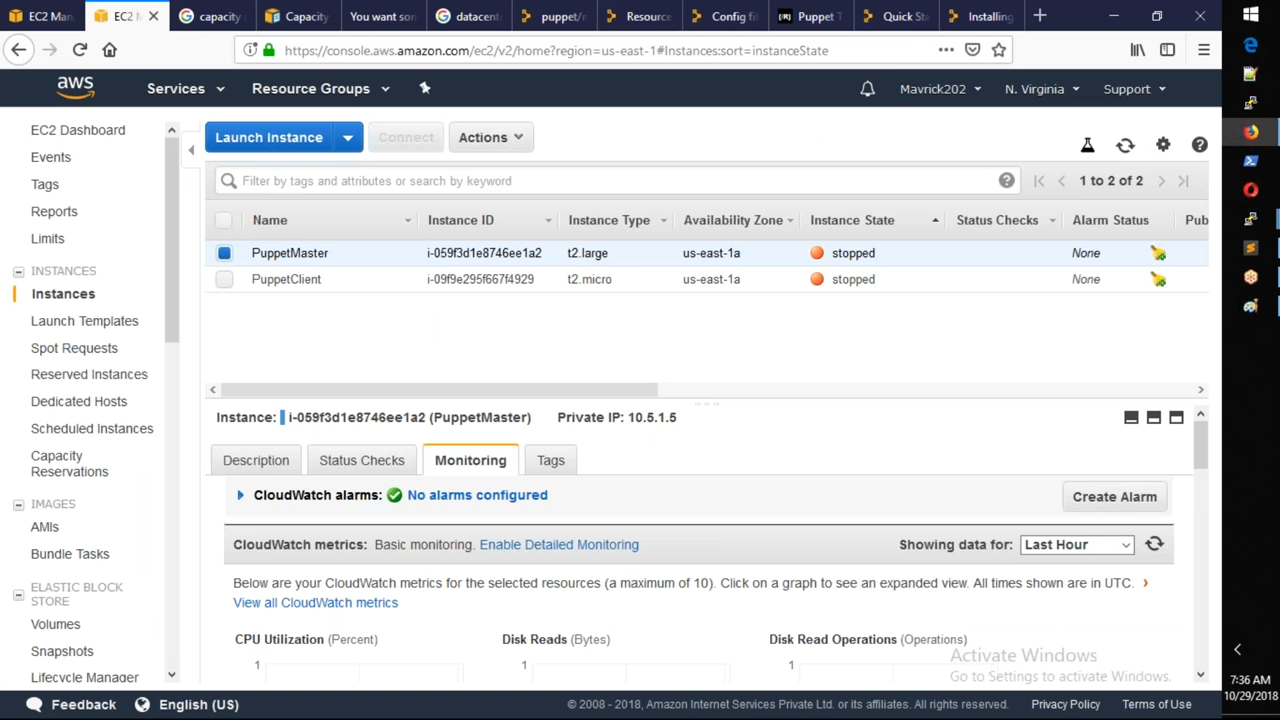 EC2 Man
EC2 M
capacity
Capacity
You want son
datacente
puppet/r
Resource
Config fi
Puppet T
Quick Sta
Installing
https://console.aws.amazon.com/ec2/v2/home?region=us-east-1#Instances:sort=instanceState
aws
Services
Resource Groups
Mavrick202
N. Virginia
Support
EC2 Dashboard
Events
Tags
Reports
Limits
INSTANCES
Instances
Launch Templates
Spot Requests
Reserved Instances
Dedicated Hosts
Scheduled Instances
Capacity
Reservations
IMAGES
AMIs
Bundle Tasks
ELASTIC BLOCK
STORE
Volumes
Snapshots
Lifecycle Manager
Launch Instance
Connect
Actions
Filter by tags and attributes or search by keyword
1 to 2 of 2
Name Instance ID Instance Type Availability Zone Instance State Status Checks Alarm Status Pub
PuppetMaster i-059f3d1e8746ee1a2 t2.large us-east-1a stopped None
PuppetClient i-09f9e295f667f4929 t2.micro us-east-1a stopped None
Instance: i-059f3d1e8746ee1a2 (PuppetMaster) Private IP: 10.5.1.5
Description
Status Checks
Monitoring
Tags
CloudWatch alarms: No alarms configured
Create Alarm
CloudWatch metrics: Basic monitoring. Enable Detailed Monitoring
Showing data for: Last Hour
Below are your CloudWatch metrics for the selected resources (a maximum of 10). Click on a graph to see an expanded view. All times shown are in UTC.
View all CloudWatch metrics
CPU Utilization (Percent)
1
Disk Reads (Bytes)
1
Disk Read Operations (Operations)
1
Activate Windows
Go to Settings to activate Windows.
Feedback
English (US)
© 2008 - 2018, Amazon Internet Services Private Ltd. or its affiliates. All rights reserved.
Privacy Policy
Terms of Use
7:36 AM
10/29/2018